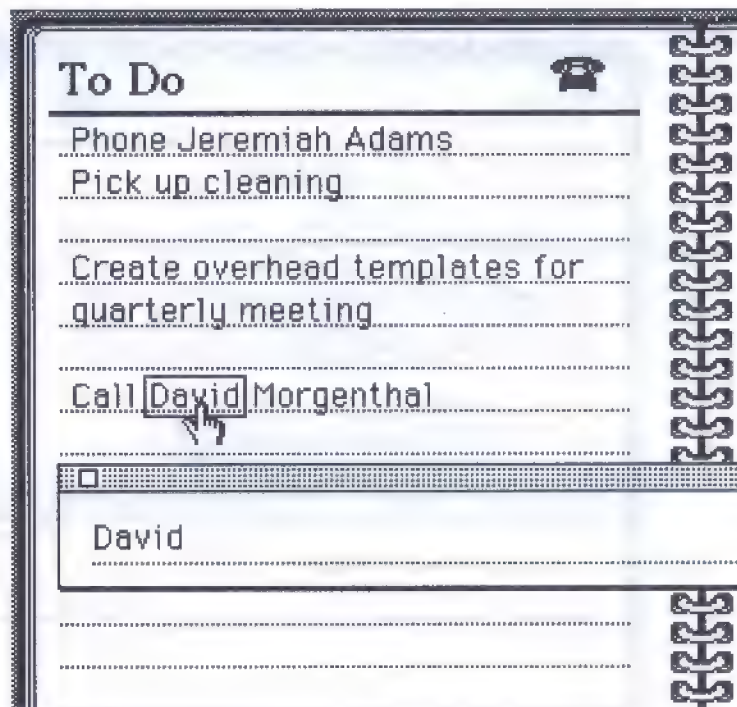 To Do
Phone Jeremiah Adams
Pick up cleaning
Create overhead templates for
quarterly meeting
Call David Morgenthal
David